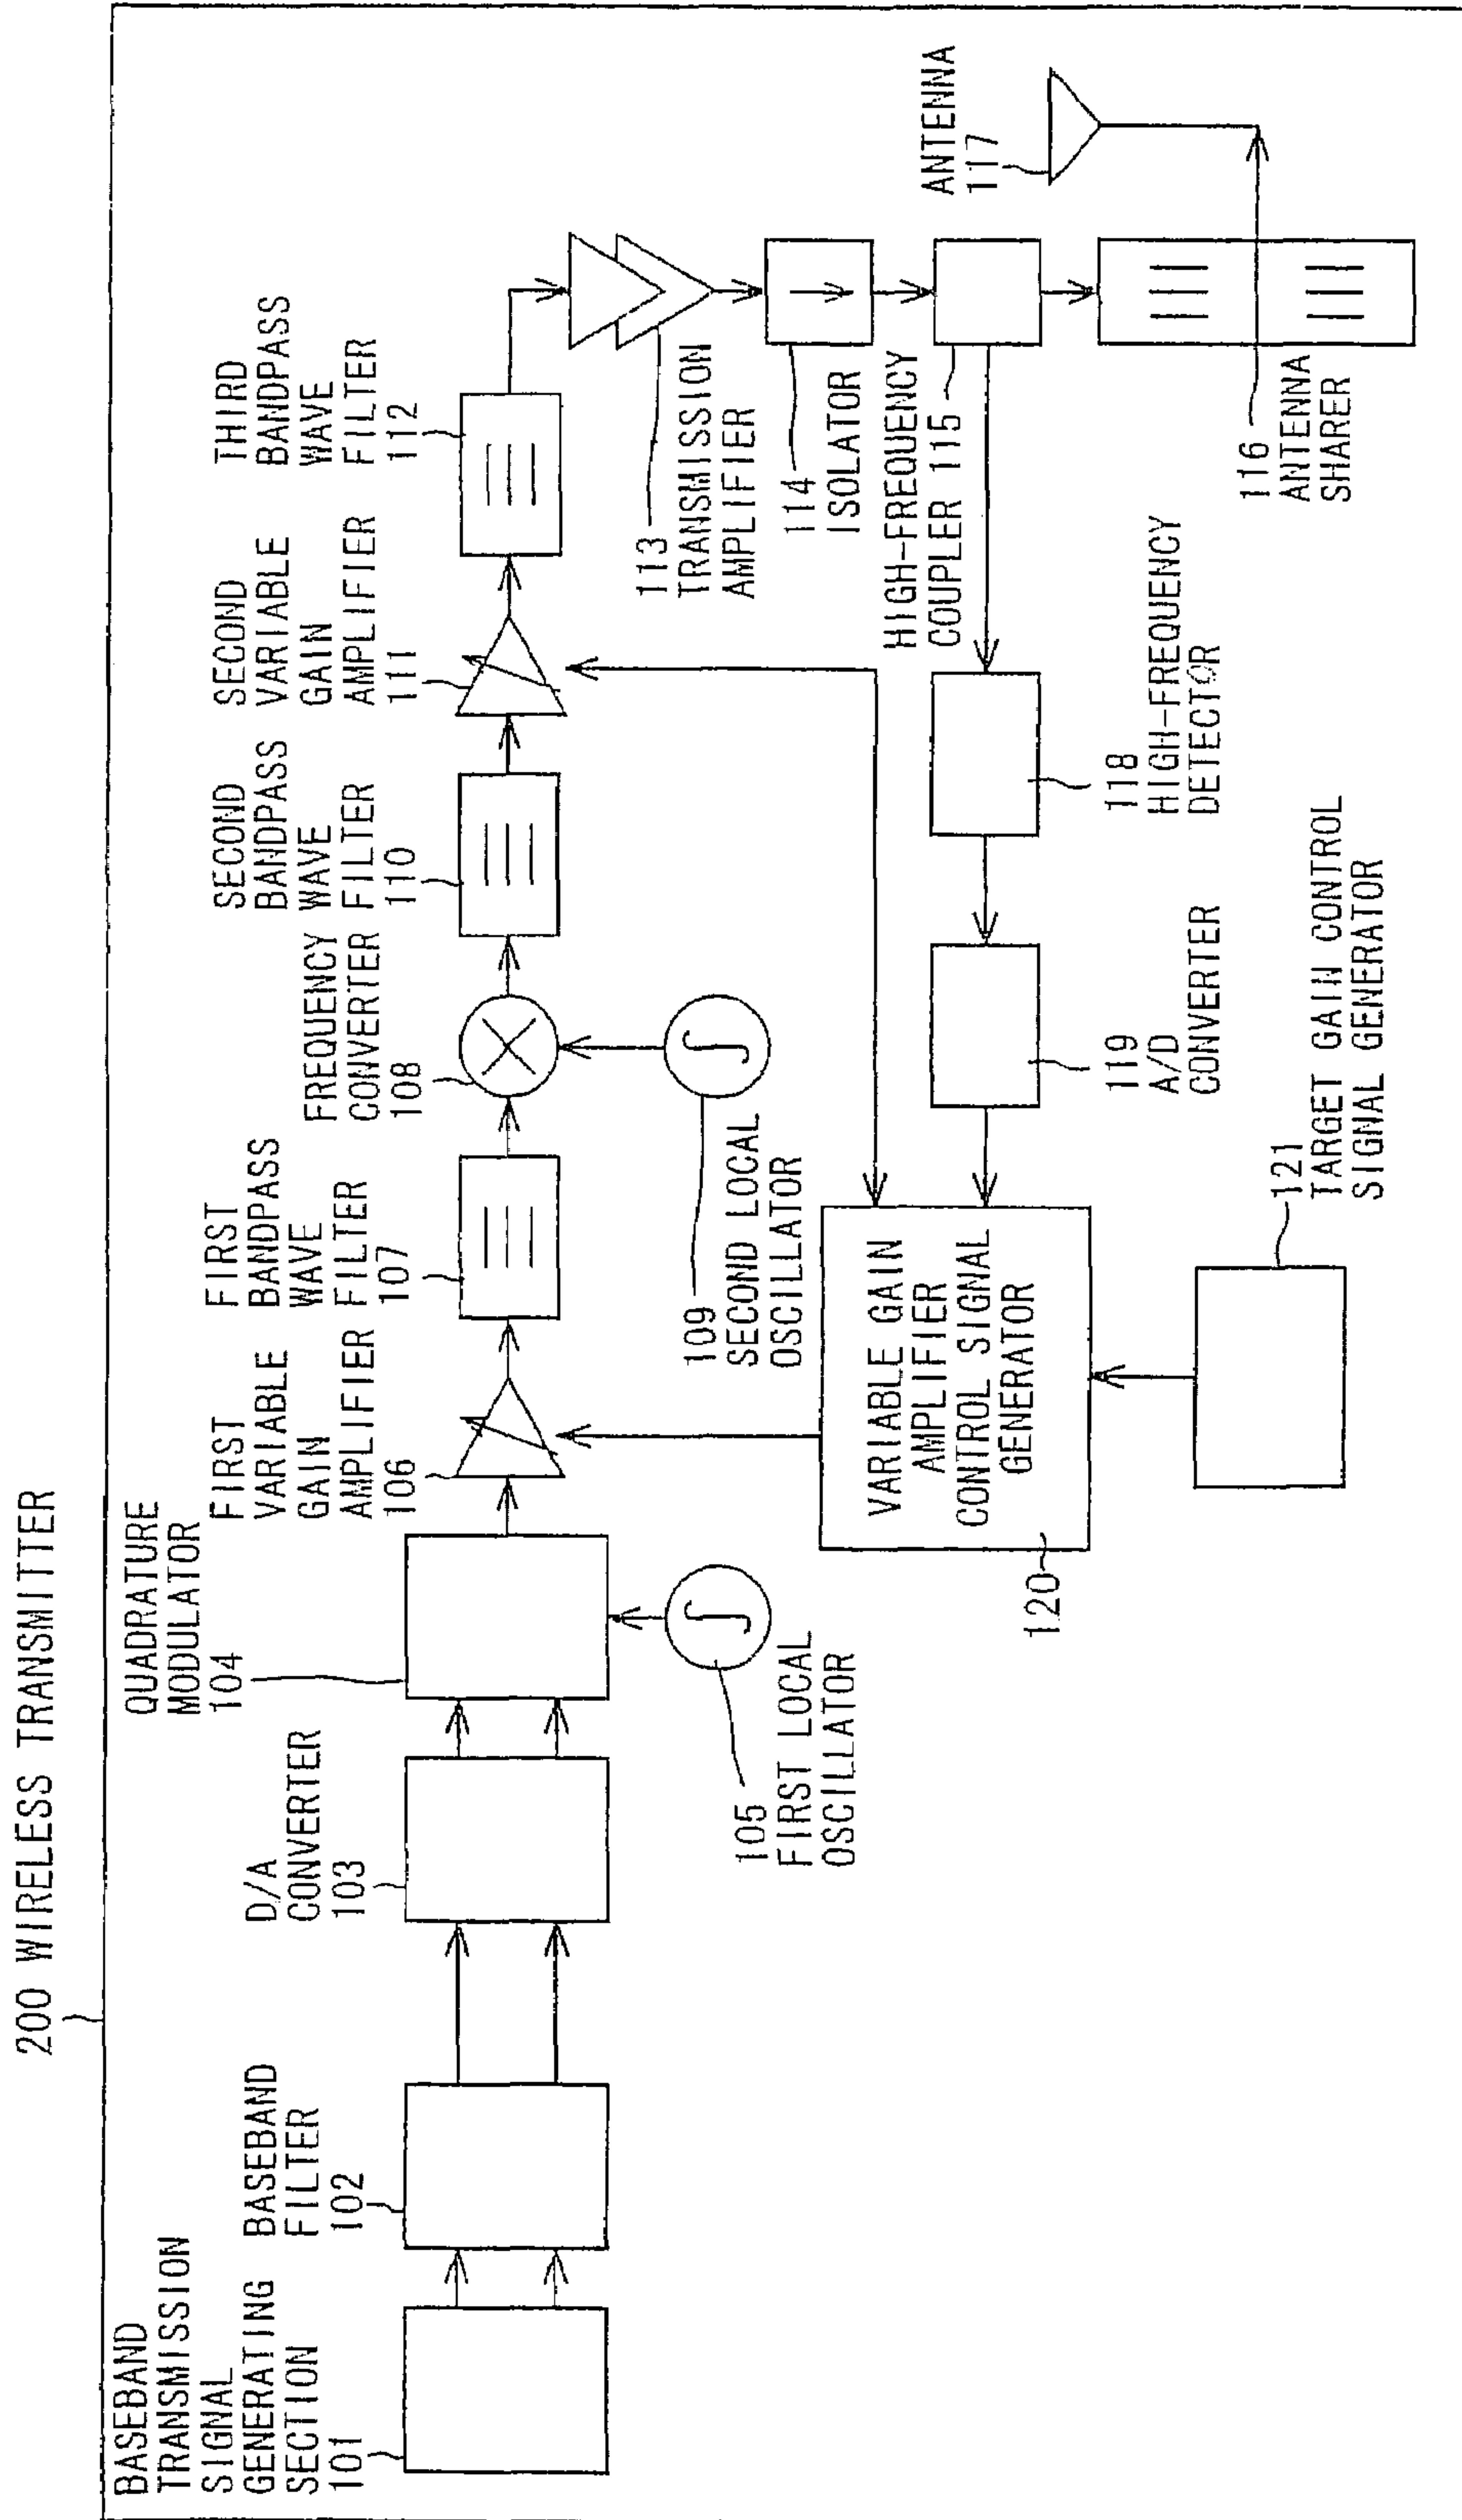 200 WIRELESS TRANSMITTER
BASEBAND
TRANSMISSION
SIGNAL
GENERATING
SECTION
101
BASEBAND
FILTER
102
D/A
CONVERTER
103
QUADRATURE
MODULATOR
104
105
FIRST LOCAL
OSCILLATOR
FIRST
VARIABLE
GAIN
AMPLIFIER
106
FIRST
BANDPASS
WAVE
FILTER
107
FREQUENCY
CONVERTER
108
109
SECOND LOCAL
OSCILLATOR
SECOND
BANDPASS
WAVE
FILTER
110
SECOND
VARIABLE
GAIN
AMPLIFIER
111
THIRD
BANDPASS
WAVE
FILTER
112
113
TRANSMISSION
AMPLIFIER
114
ISOLATOR
HIGH-FREQUENCY
COUPLER 115
116
ANTENNA
SHARER
ANTENNA
117
118
HIGH-FREQUENCY
DETECTOR
119
A/D
CONVERTER
VARIABLE GAIN
AMPLIFIER
CONTROL SIGNAL
GENERATOR
120
121
TARGET GAIN CONTROL
SIGNAL GENERATOR